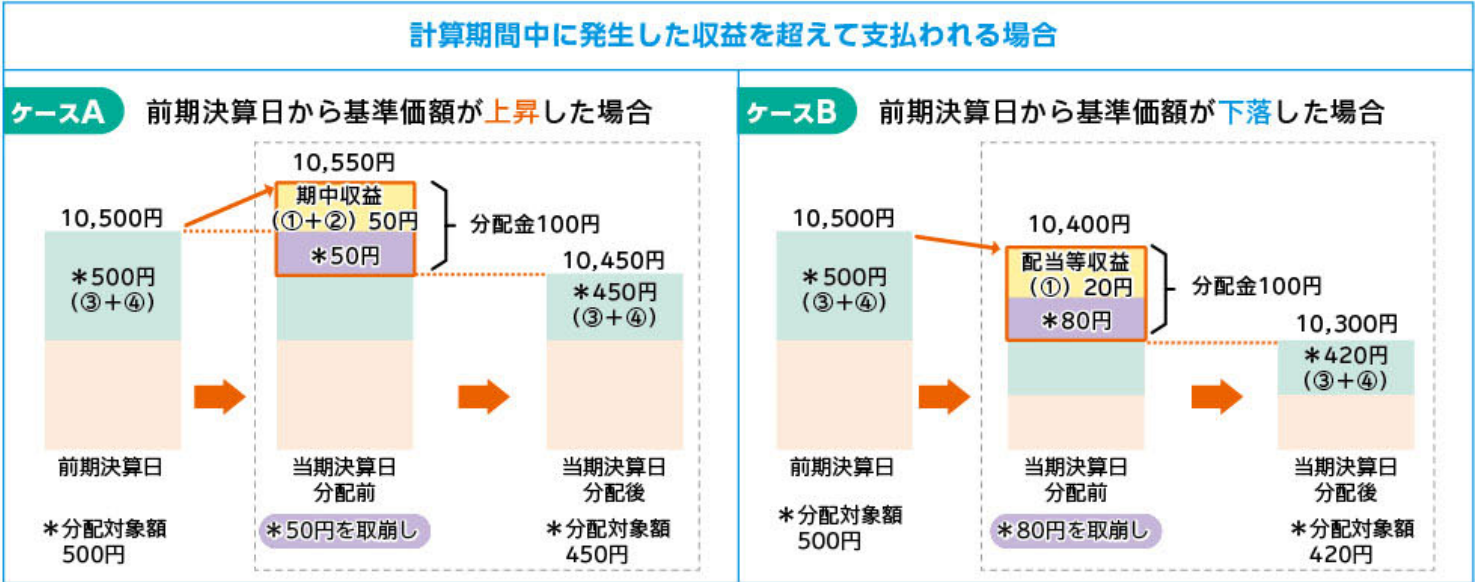 計算期間中に発生した収益を超えて支払われる場合
ケースA 前期決算日から基準価額が上昇した場合
10,500円
＊500円
(③＋④)
前期決算日
＊分配対象額
500円
10,550円
期中収益
(①＋②) 50円
＊50円
分配金100円
当期決算日
分配前
＊50円を取崩し
10,450円
＊450円
(③＋④)
当期決算日
分配後
＊分配対象額
450円
ケースB 前期決算日から基準価額が下落した場合
10,500円
＊500円
(③＋④)
前期決算日
＊分配対象額
500円
10,400円
配当等収益
(①) 20円
＊80円
分配金100円
当期決算日
分配前
＊80円を取崩し
10,300円
＊420円
(③＋④)
当期決算日
分配後
＊分配対象額
420円